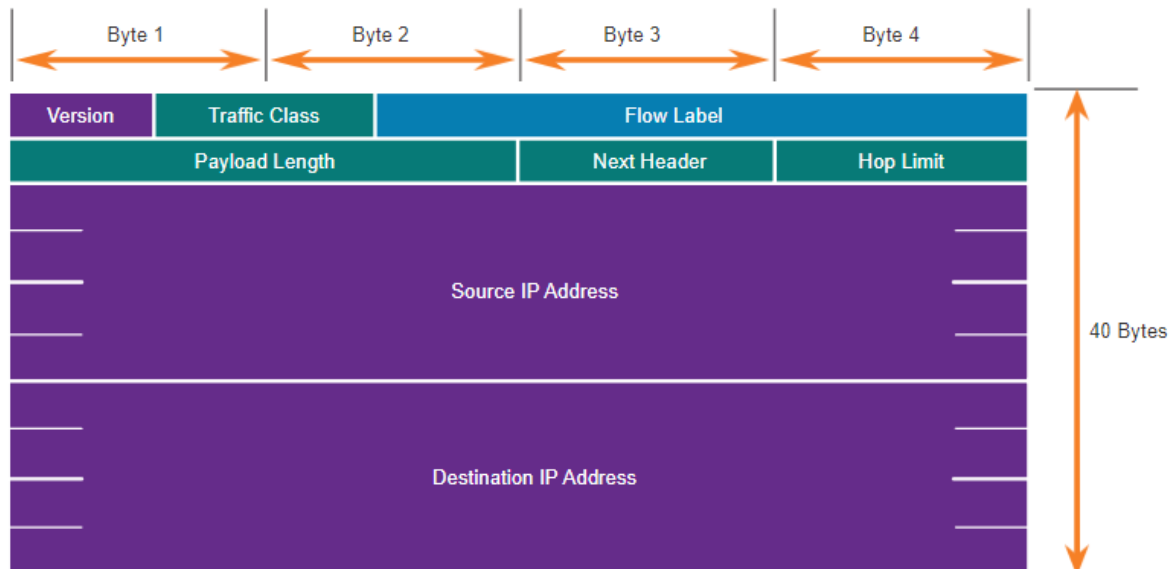 Byte 1 Byte 2 Byte 3 Byte 4
Version Traffic Class Flow Label
Payload Length Next Header Hop Limit
Source IP Address
40 Bytes
Destination IP Address